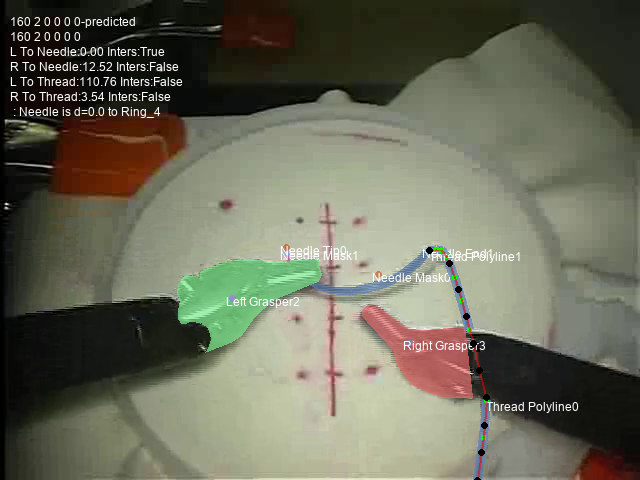 160 2 0 0 0 0-predicted
160 2 0 0 0 0
L To Needle:0.00 Inters:True
R To Needle:12.52 Inters:False
L To Thread:110.76 Inters:False
R To Thread:3.54 Inters:False
: Needle is d=0.0 to Ring_4
Needle Tip0
Needle Mask1
Needle End1
Thread Polyline1
Needle Mask0
Left Grasper2
Right Grasper3
Thread Polyline0